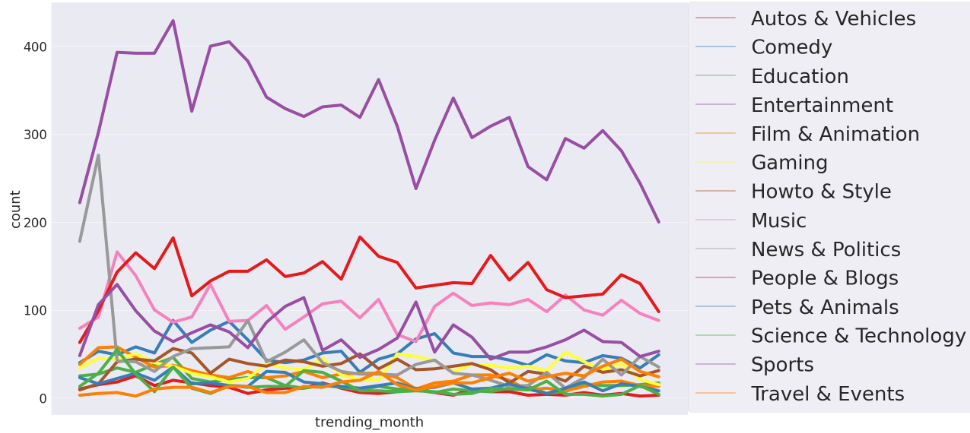 400
300
200
100
0
count
trending_month
Autos & Vehicles
Comedy
Education
Entertainment
Film & Animation
Gaming
Howto & Style
Music
News & Politics
People & Blogs
Pets & Animals
Science & Technology
Sports
Travel & Events